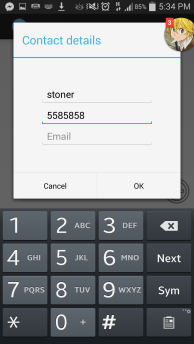 85% 5:34 PM
3
Contact details
stoner
5585858
Email
Cancel OK
1 2 ABC 3 DEF
4 GHI 5 JKL 6 MNO Next
7 PQRS 8 TUV 9 WXYZ Sym
* 0 + #